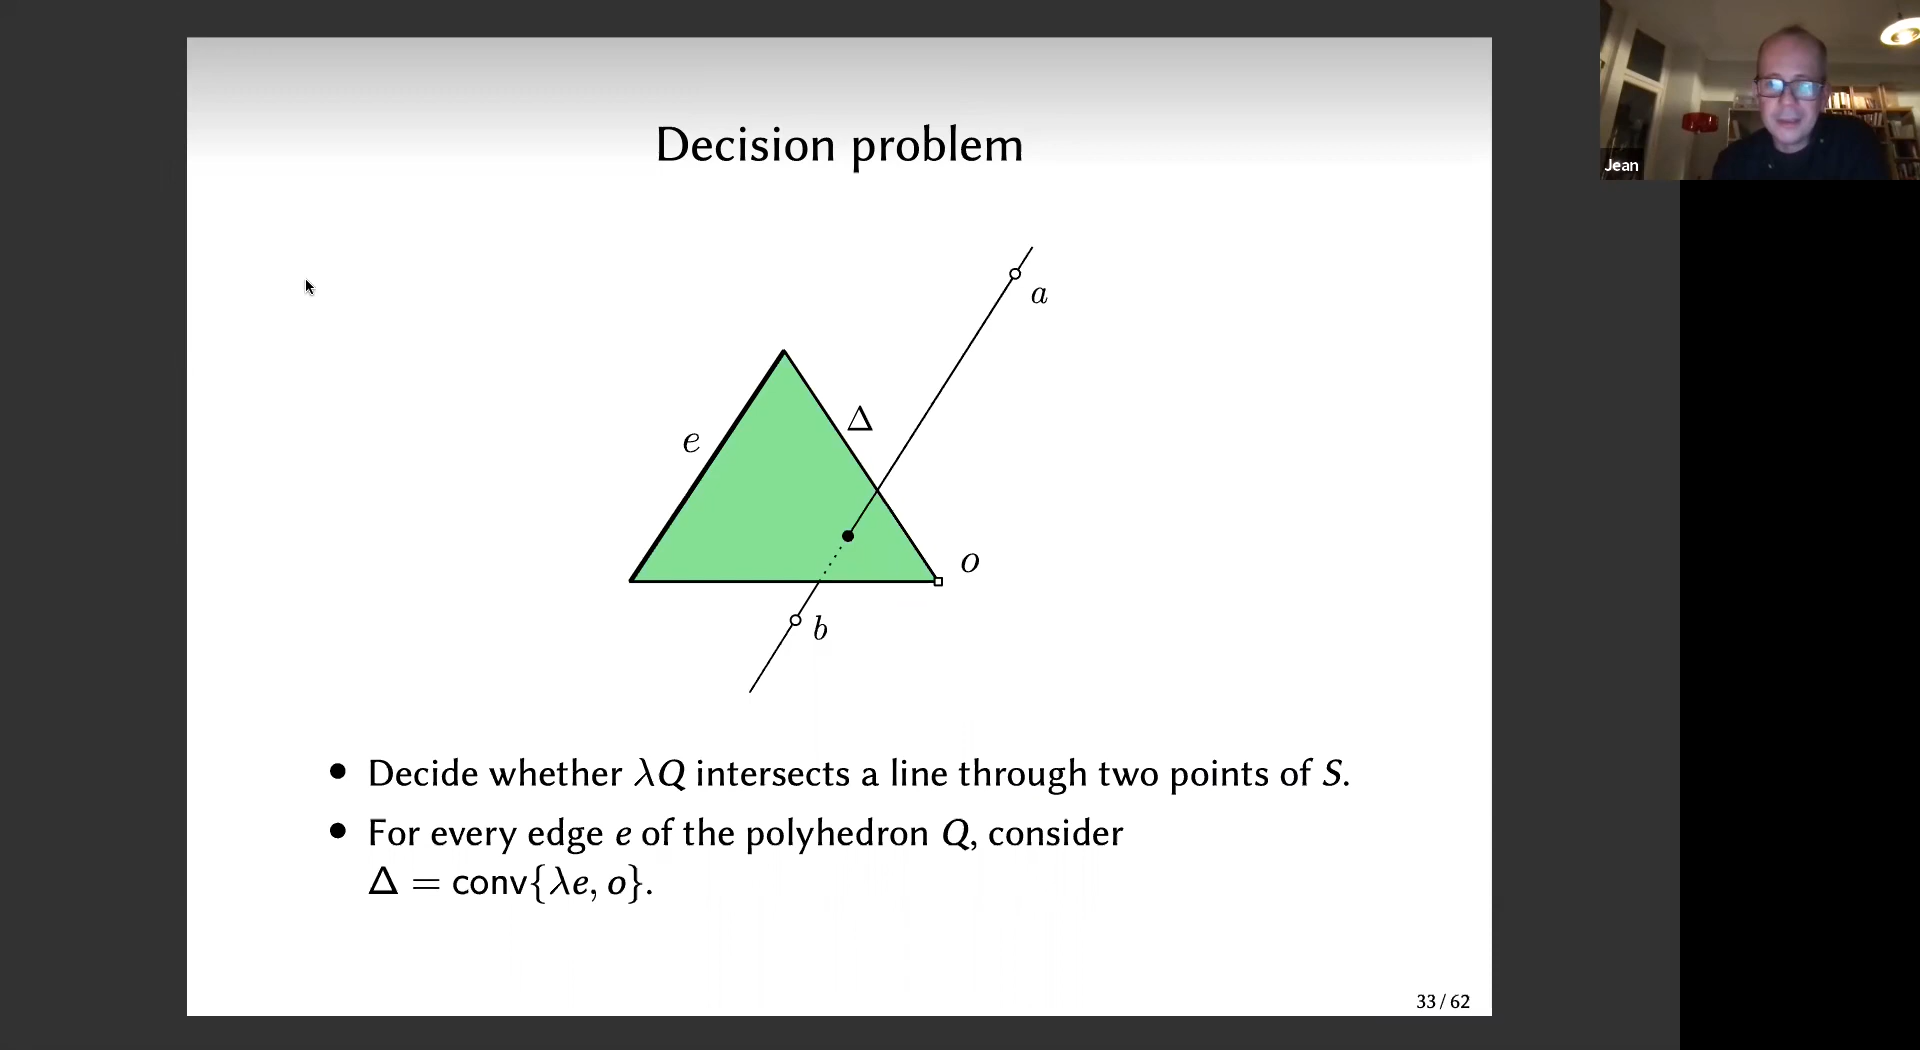 Decision problem
Jean
a
e
Δ
o
b
• Decide whether λQ intersects a line through two points of S.
• For every edge e of the polyhedron Q, consider
Δ = conv{λe, o}.
33 / 62